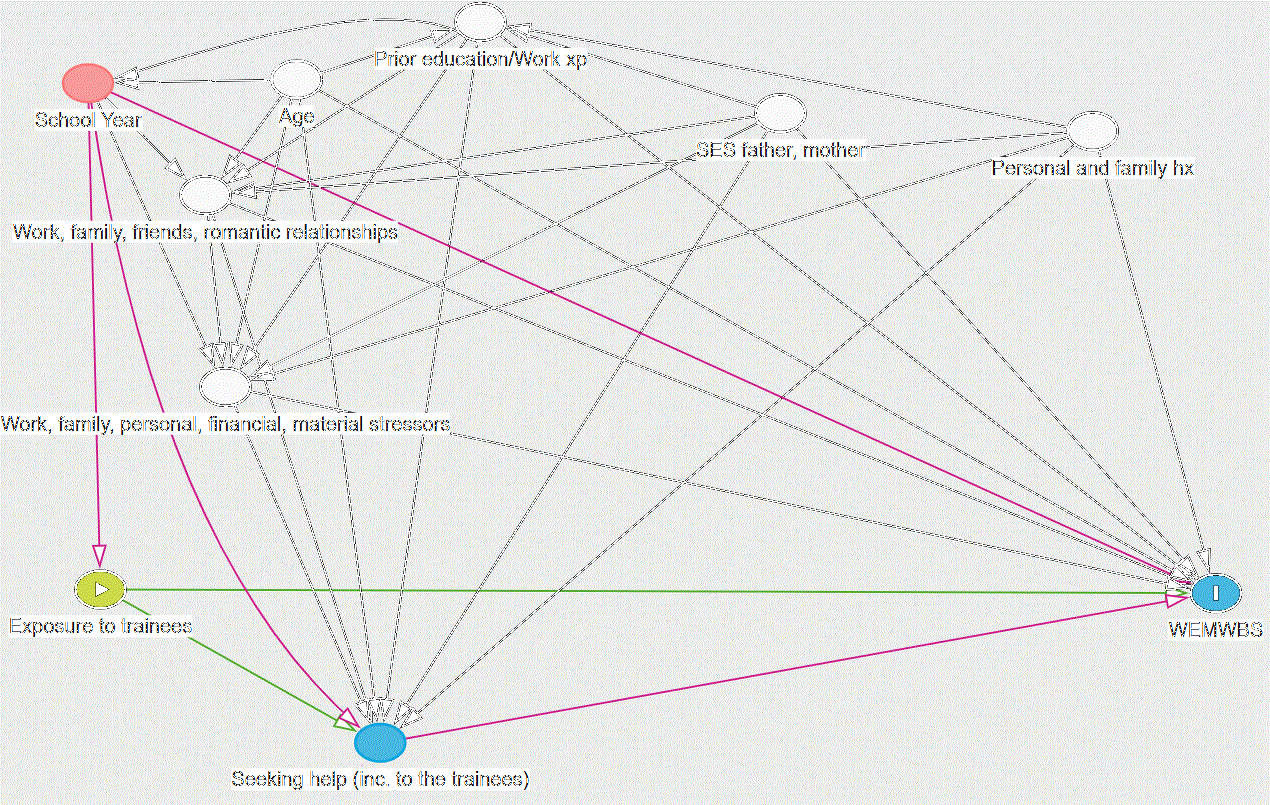 Prior education/Work xp
School Year
Age
SES father, mother
Personal and family hx
Work, family, friends, romantic relationships
Work, family, personal, financial, material stressors
Exposure to trainees
WEMWBS
Seeking help (inc. to the trainees)